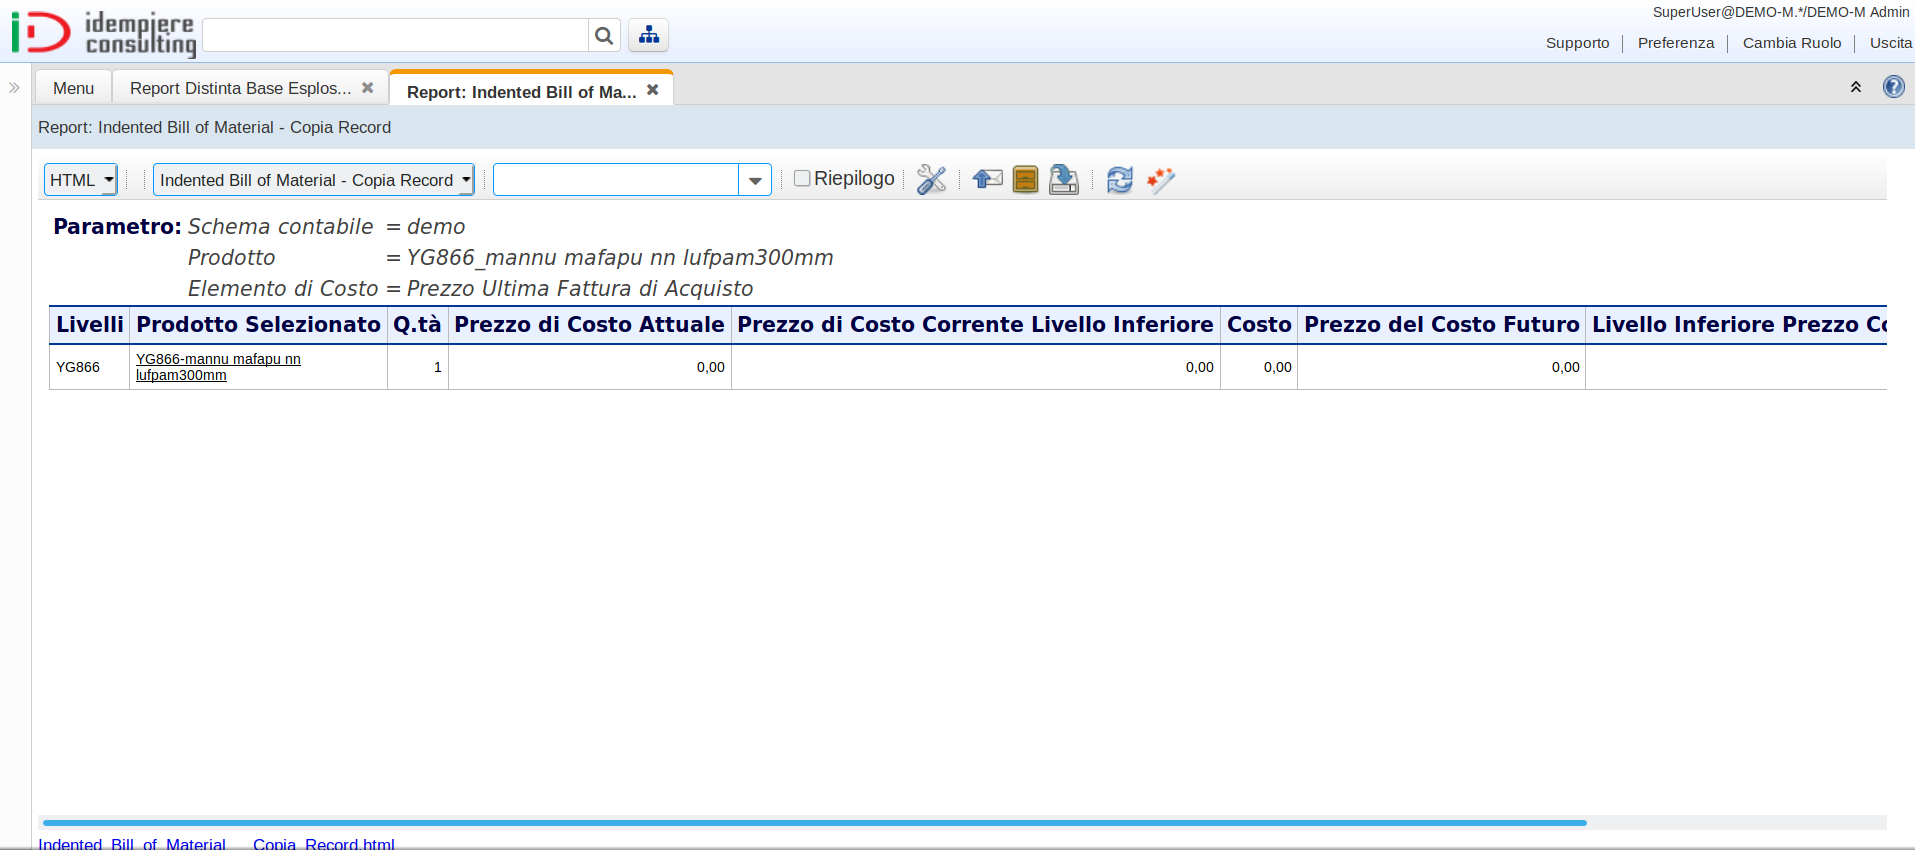 idempiere
consulting
SuperUser@DEMO-M.*/DEMO-M Admin
Supporto Preferenza Cambia Ruolo Uscita
Menu Report Distinta Base Esplos... Report: Indented Bill of Ma...
Report: Indented Bill of Material - Copia Record
HTML Indented Bill of Material - Copia Record Riepilogo
Parametro: Schema contabile = demo
Prodotto = YG866_mannu mafapu nn lufpam300mm
Elemento di Costo = Prezzo Ultima Fattura di Acquisto
Livelli Prodotto Selezionato Q.tà Prezzo di Costo Attuale Prezzo di Costo Corrente Livello Inferiore Costo Prezzo del Costo Futuro Livello Inferiore Prezzo Co
YG866 YG866-mannu mafapu nn 1 0,00 0,00 0,00 0,00
lufpam300mm
Indented_Bill_of_Material_-_Copia_Record.html